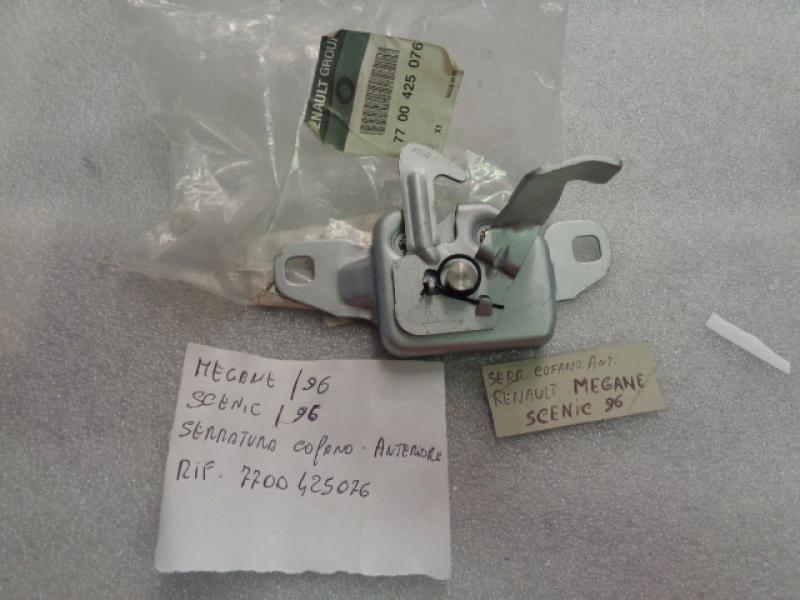 RENAULT GROUP
77 00 425 076
X1
MEGANE /96
SCENIC /96
SERRATURA COFANO - ANTERIORE
RIF. 7700 425076
SERR. COFANO ANT.
RENAULT MEGANE
SCENIC 96